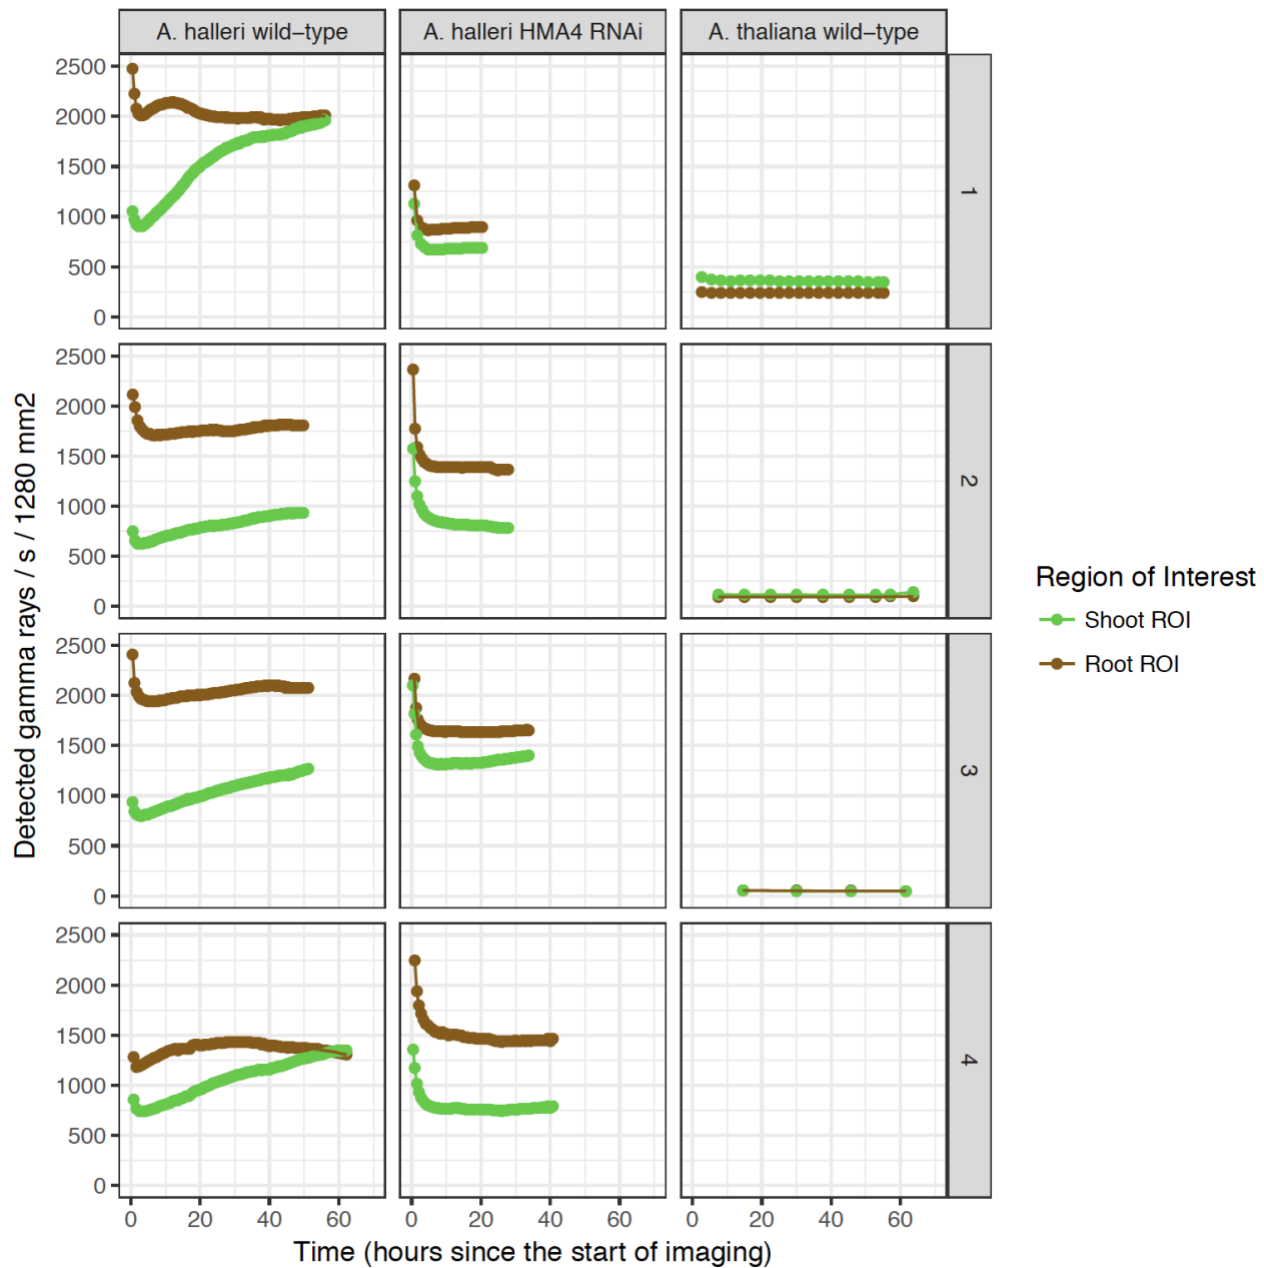 A. halleri wild−type
A. halleri HMA4 RNAi
A. thaliana wild−type
2500
2000
1500
1000
500
0
1
2500
2000
1500
1000
500
0
2
2500
2000
1500
1000
500
0
3
2500
2000
1500
1000
500
0
4
0 20 40 60
0 20 40 60
0 20 40 60
Time (hours since the start of imaging)
Detected gamma rays / s / 1280 mm2
Region of Interest
Shoot ROI
Root ROI